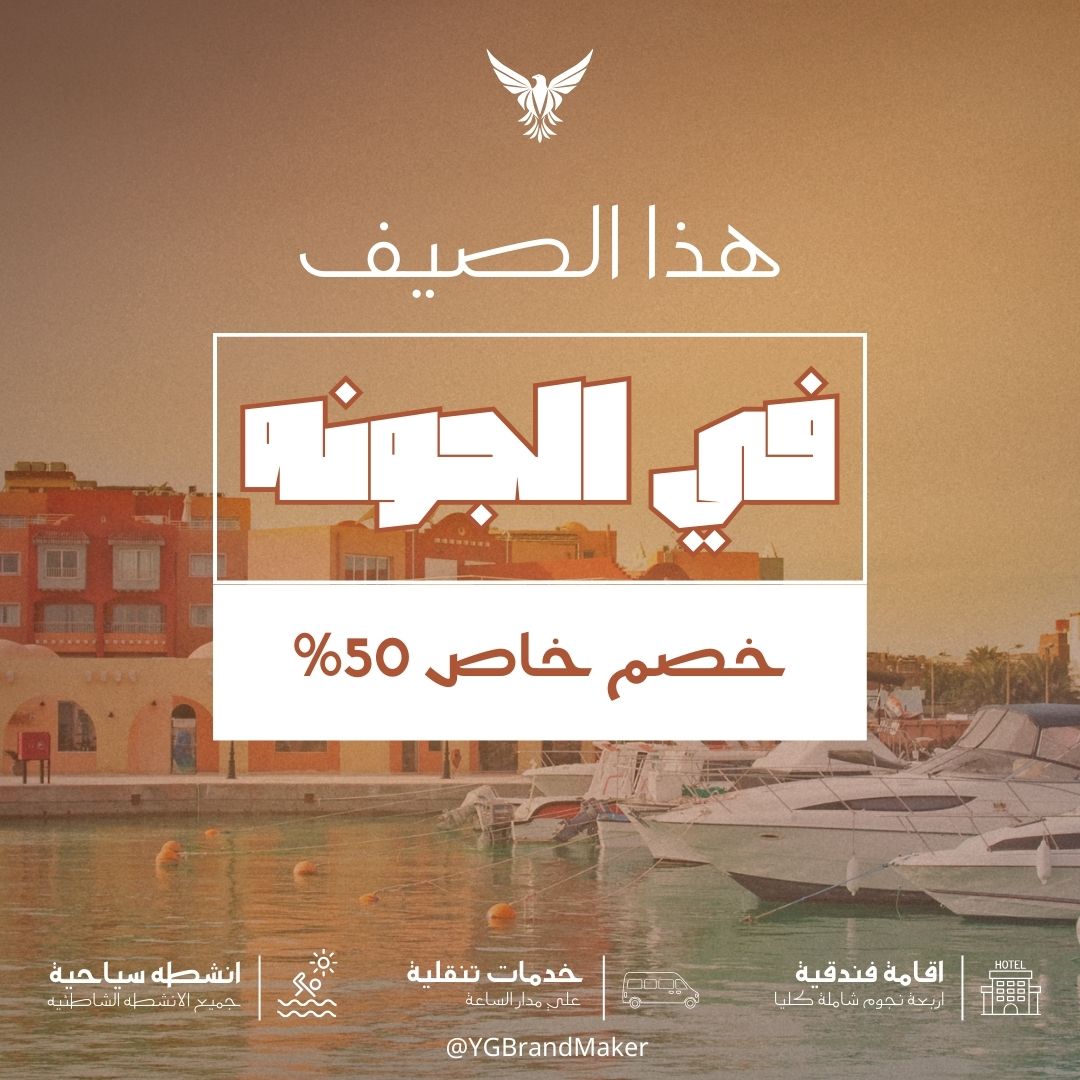 هذا الصيف
في الجونه
خصم خاص 50%
HOTEL
اقامة فندقية
اربعة نجوم شاملة كليا
خدمات تنقلية
علي مدار الساعة
انشطه سياحية
جميع الانشطه الشاطئيه
@YGBrandMaker